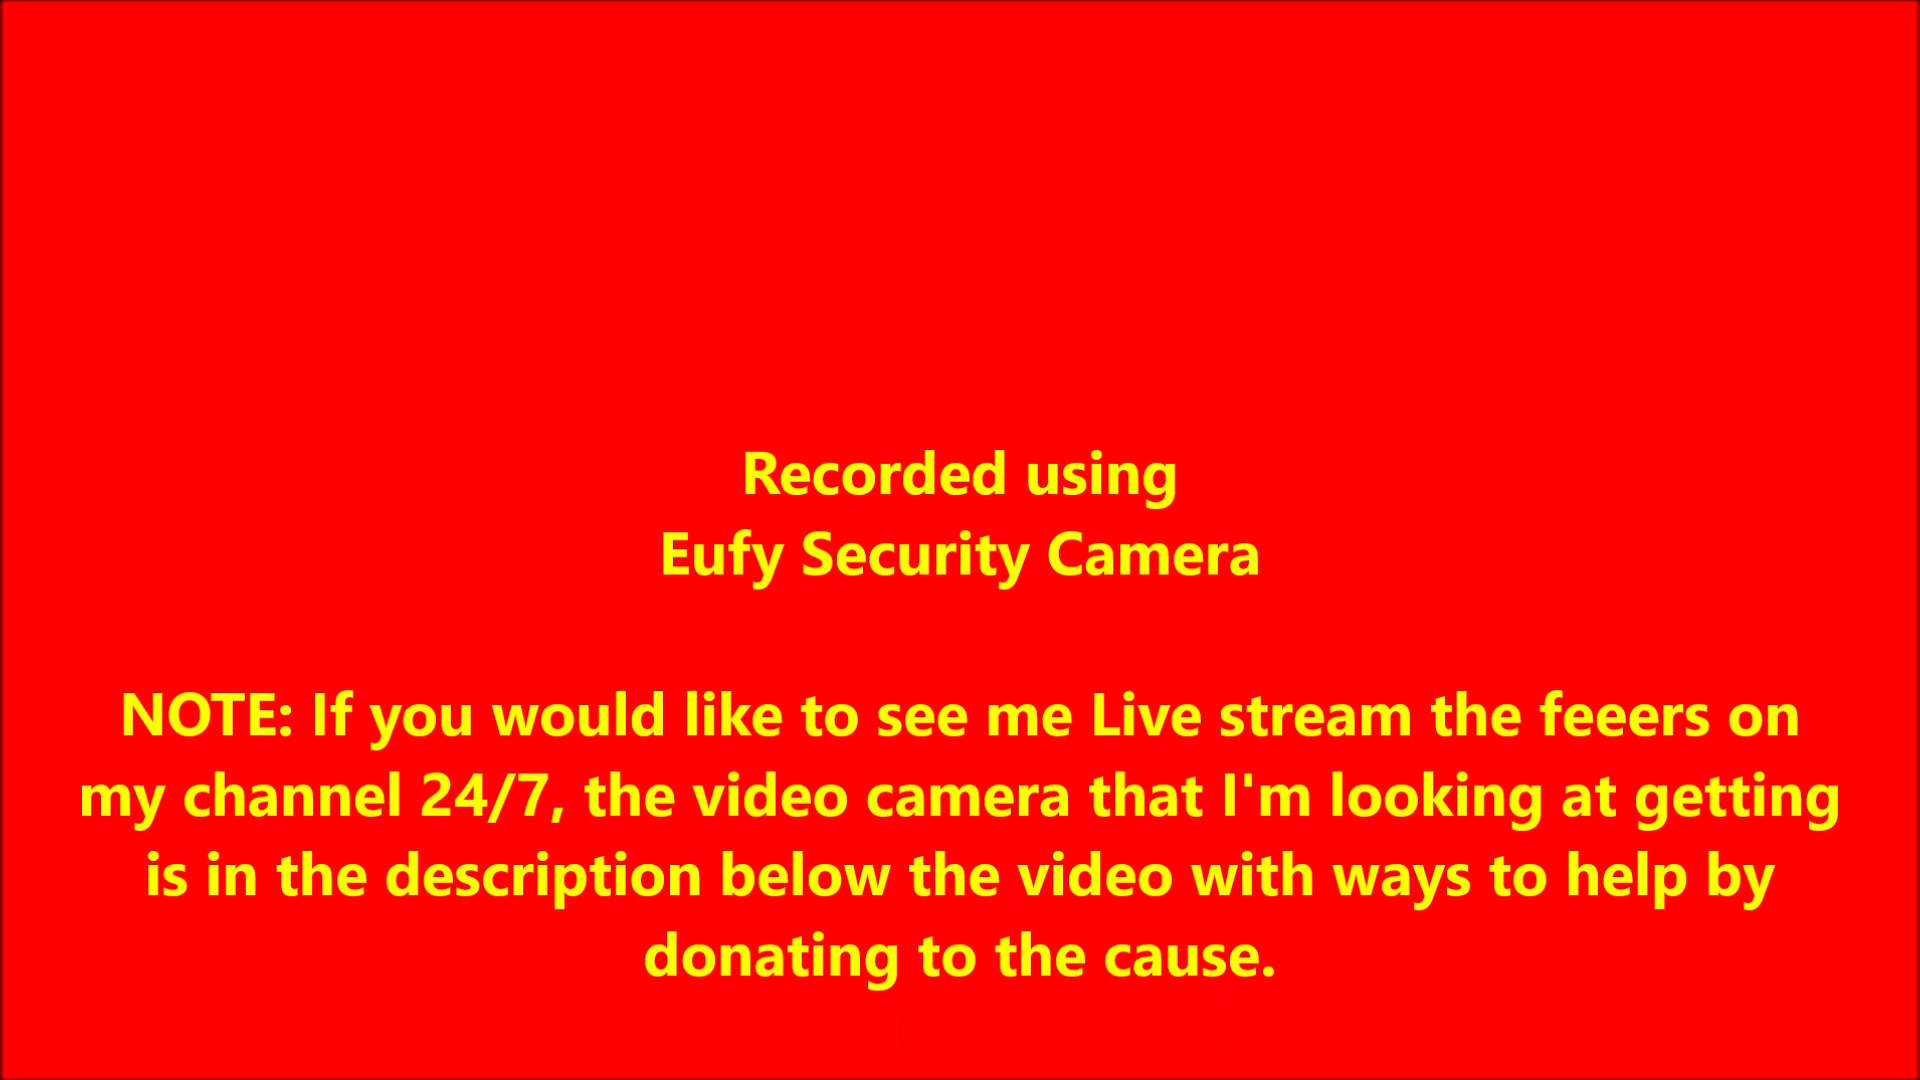 Recorded using
Eufy Security Camera
NOTE: If you would like to see me Live stream the feeers on
my channel 24/7, the video camera that I'm looking at getting
is in the description below the video with ways to help by
donating to the cause.